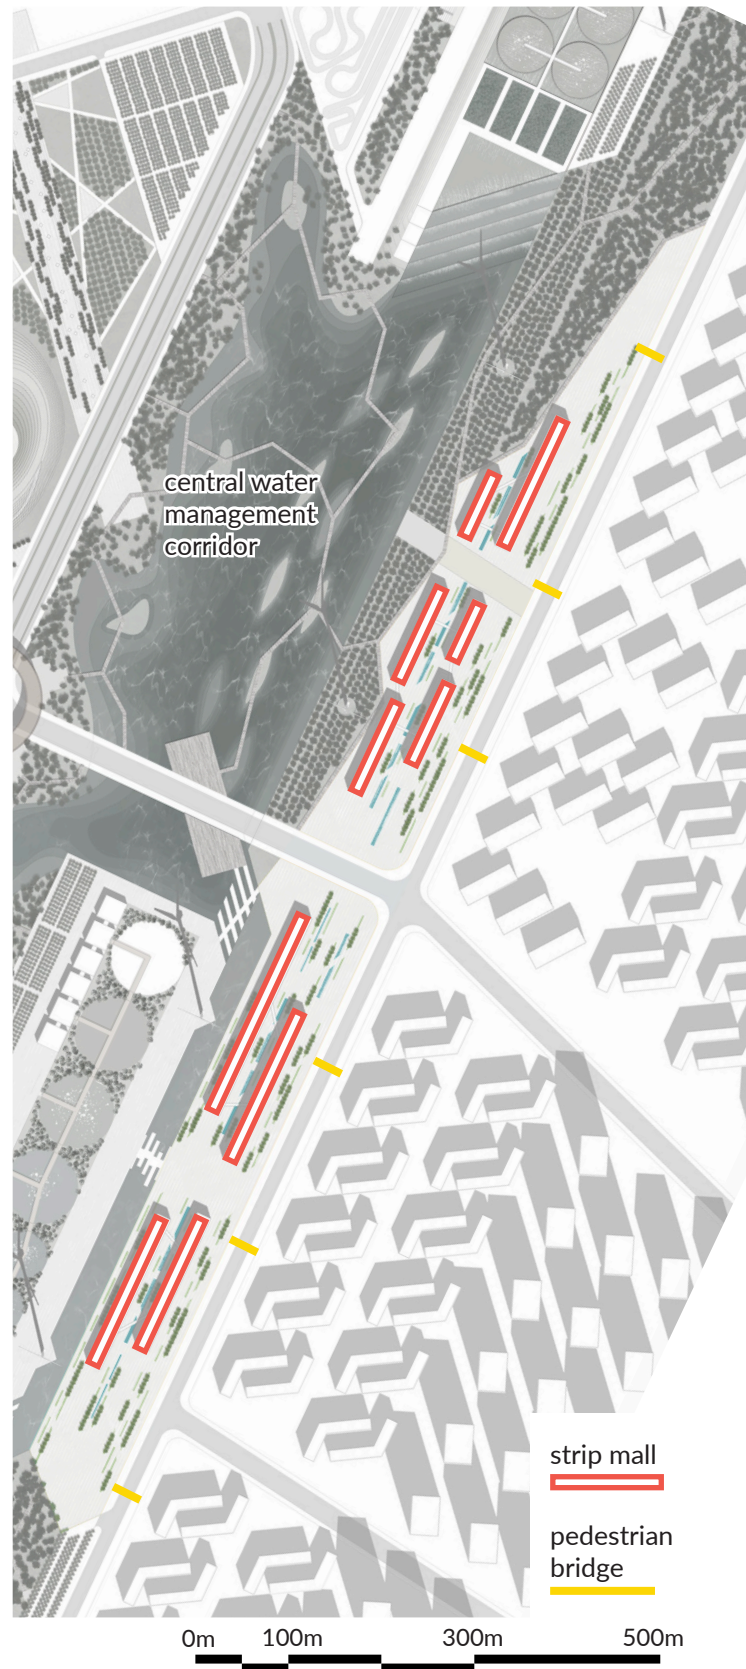 central water
management
corridor
strip mall
pedestrian
bridge
0m 100m 300m 500m